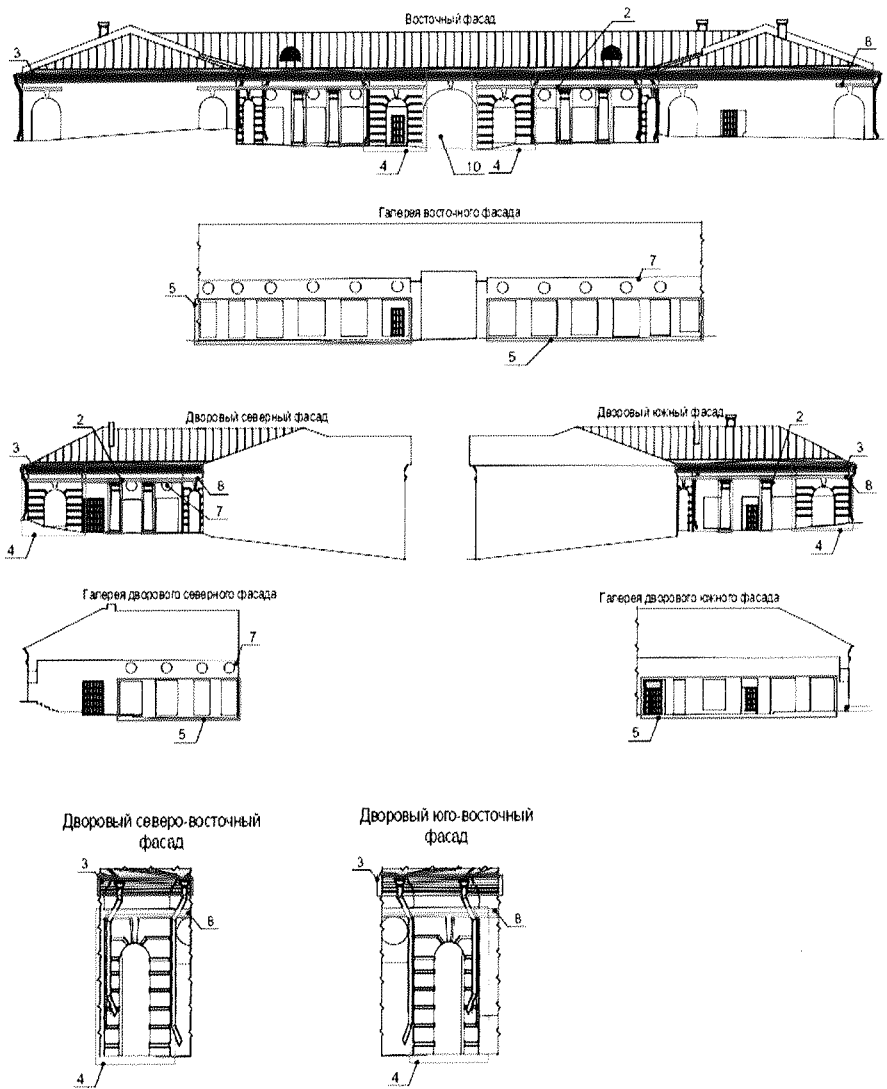 Восточный фасад
2
3
8
4
10
4
Галерея восточного фасада
7
5
5
Дворовый северный фасад
2
3
8
7
4
Дворовый южный фасад
2
3
8
4
Галерея дворового северного фасада
7
5
Галерея дворового южного фасада
5
Дворовый северо-восточный
фасад
3
8
4
Дворовый юго-восточный
фасад
3
8
4